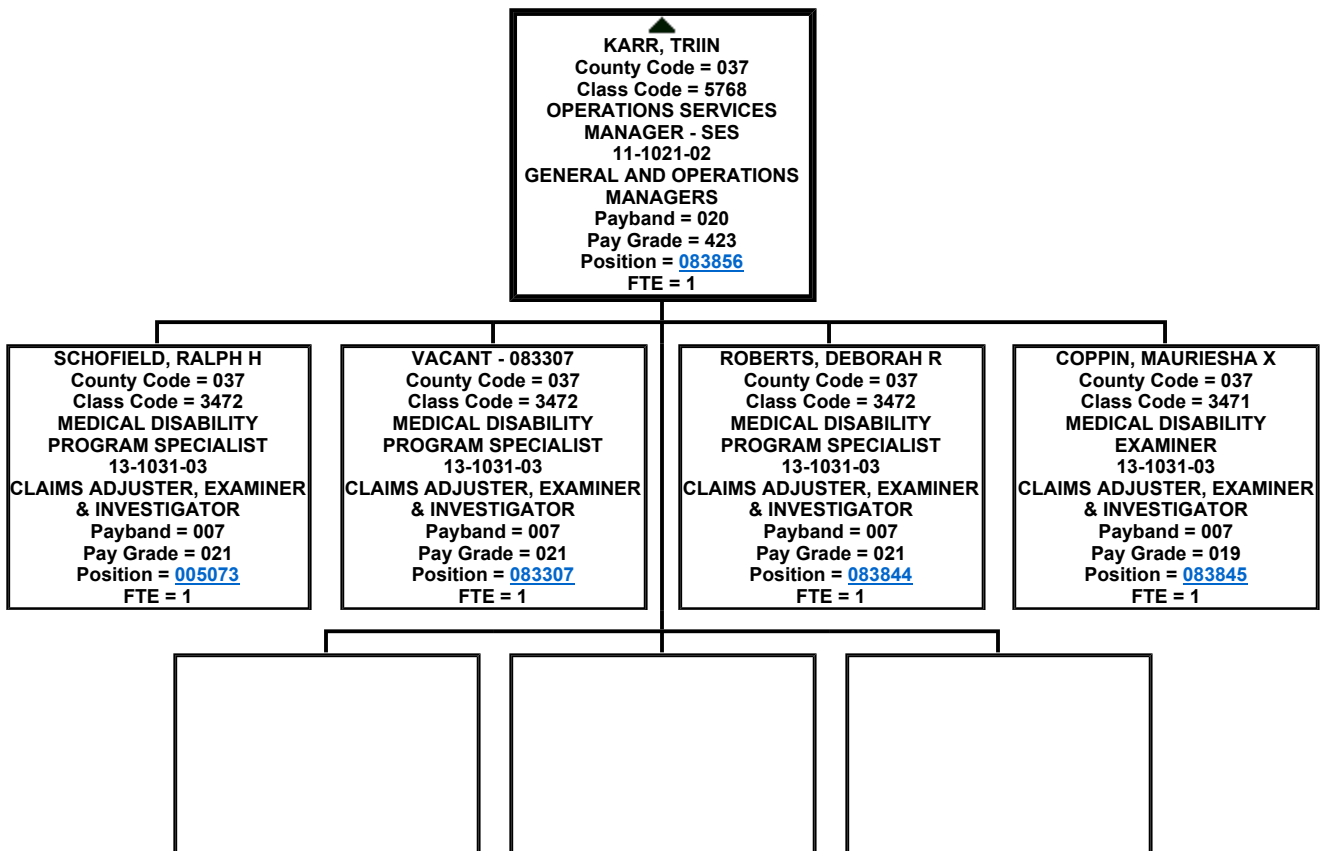 KARR, TRIIN
County Code = 037
Class Code = 5768
OPERATIONS SERVICES
MANAGER - SES
11-1021-02
GENERAL AND OPERATIONS
MANAGERS
Payband = 020
Pay Grade = 423
Position = 083856
FTE = 1
SCHOFIELD, RALPH H
County Code = 037
Class Code = 3472
MEDICAL DISABILITY
PROGRAM SPECIALIST
13-1031-03
CLAIMS ADJUSTER, EXAMINER
& INVESTIGATOR
Payband = 007
Pay Grade = 021
Position = 005073
FTE = 1
VACANT - 083307
County Code = 037
Class Code = 3472
MEDICAL DISABILITY
PROGRAM SPECIALIST
13-1031-03
CLAIMS ADJUSTER, EXAMINER
& INVESTIGATOR
Payband = 007
Pay Grade = 021
Position = 083307
FTE = 1
ROBERTS, DEBORAH R
County Code = 037
Class Code = 3472
MEDICAL DISABILITY
PROGRAM SPECIALIST
13-1031-03
CLAIMS ADJUSTER, EXAMINER
& INVESTIGATOR
Payband = 007
Pay Grade = 021
Position = 083844
FTE = 1
COPPIN, MAURIESHA X
County Code = 037
Class Code = 3471
MEDICAL DISABILITY
EXAMINER
13-1031-03
CLAIMS ADJUSTER, EXAMINER
& INVESTIGATOR
Payband = 007
Pay Grade = 019
Position = 083845
FTE = 1